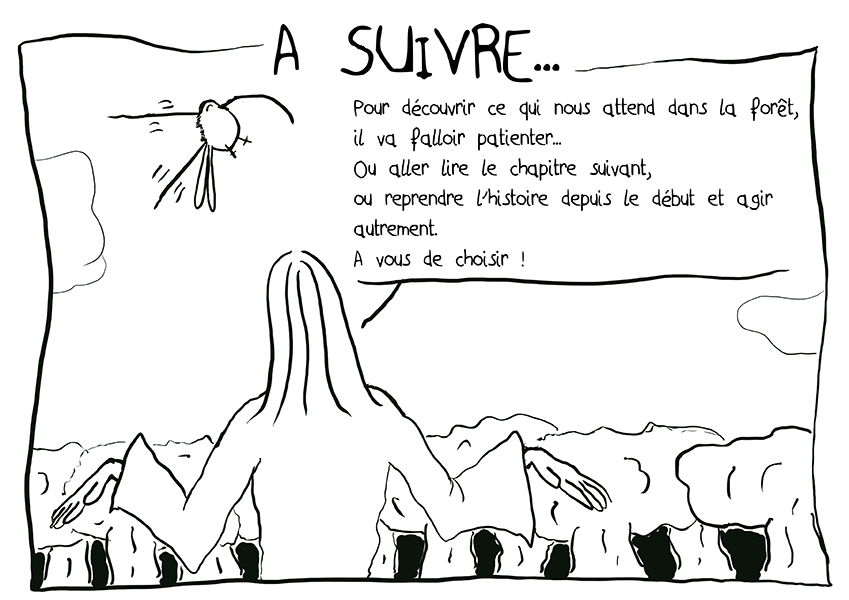 A SUIVRE...
Pour découvrir ce qui nous attend dans la forêt,
il va falloir patienter...
Ou aller lire le chapitre suivant,
ou reprendre l'histoire depuis le début et agir
autrement.
A vous de choisir !